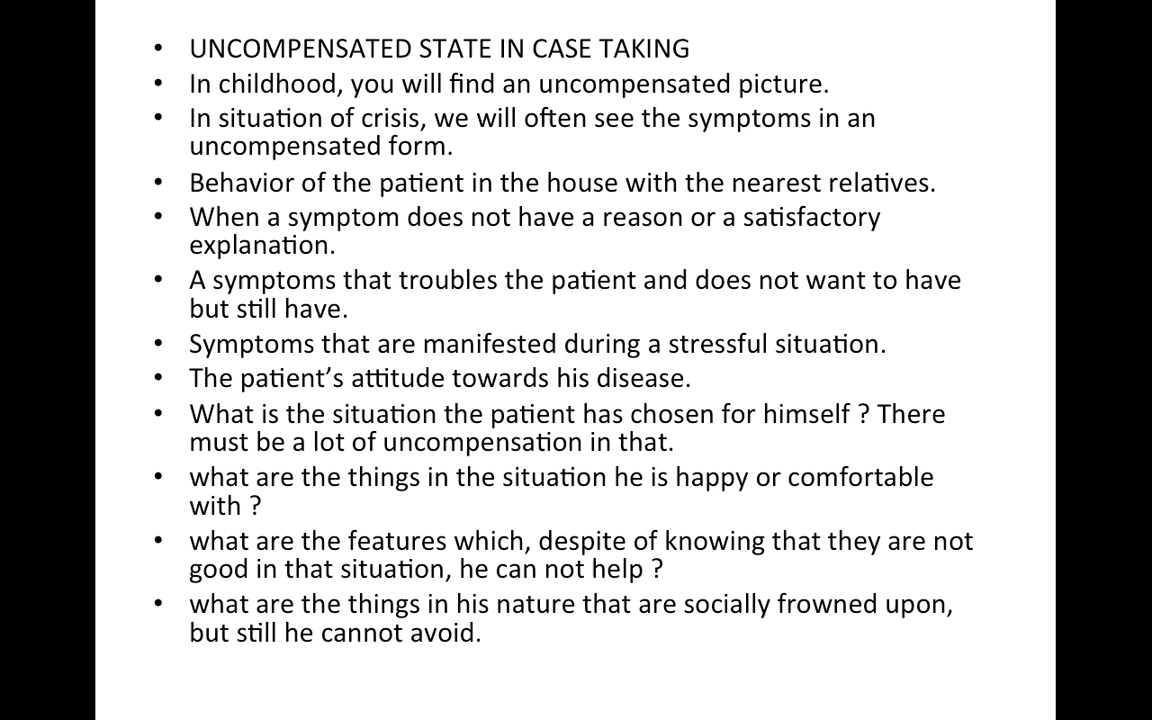 • UNCOMPENSATED STATE IN CASE TAKING
• In childhood, you will find an uncompensated picture.
• In situation of crisis, we will often see the symptoms in an
uncompensated form.
• Behavior of the patient in the house with the nearest relatives.
• When a symptom does not have a reason or a satisfactory
explanation.
• A symptoms that troubles the patient and does not want to have
but still have.
• Symptoms that are manifested during a stressful situation.
• The patient’s attitude towards his disease.
• What is the situation the patient has chosen for himself ? There
must be a lot of uncompensation in that.
• what are the things in the situation he is happy or comfortable
with ?
• what are the features which, despite of knowing that they are not
good in that situation, he can not help ?
• what are the things in his nature that are socially frowned upon,
but still he cannot avoid.